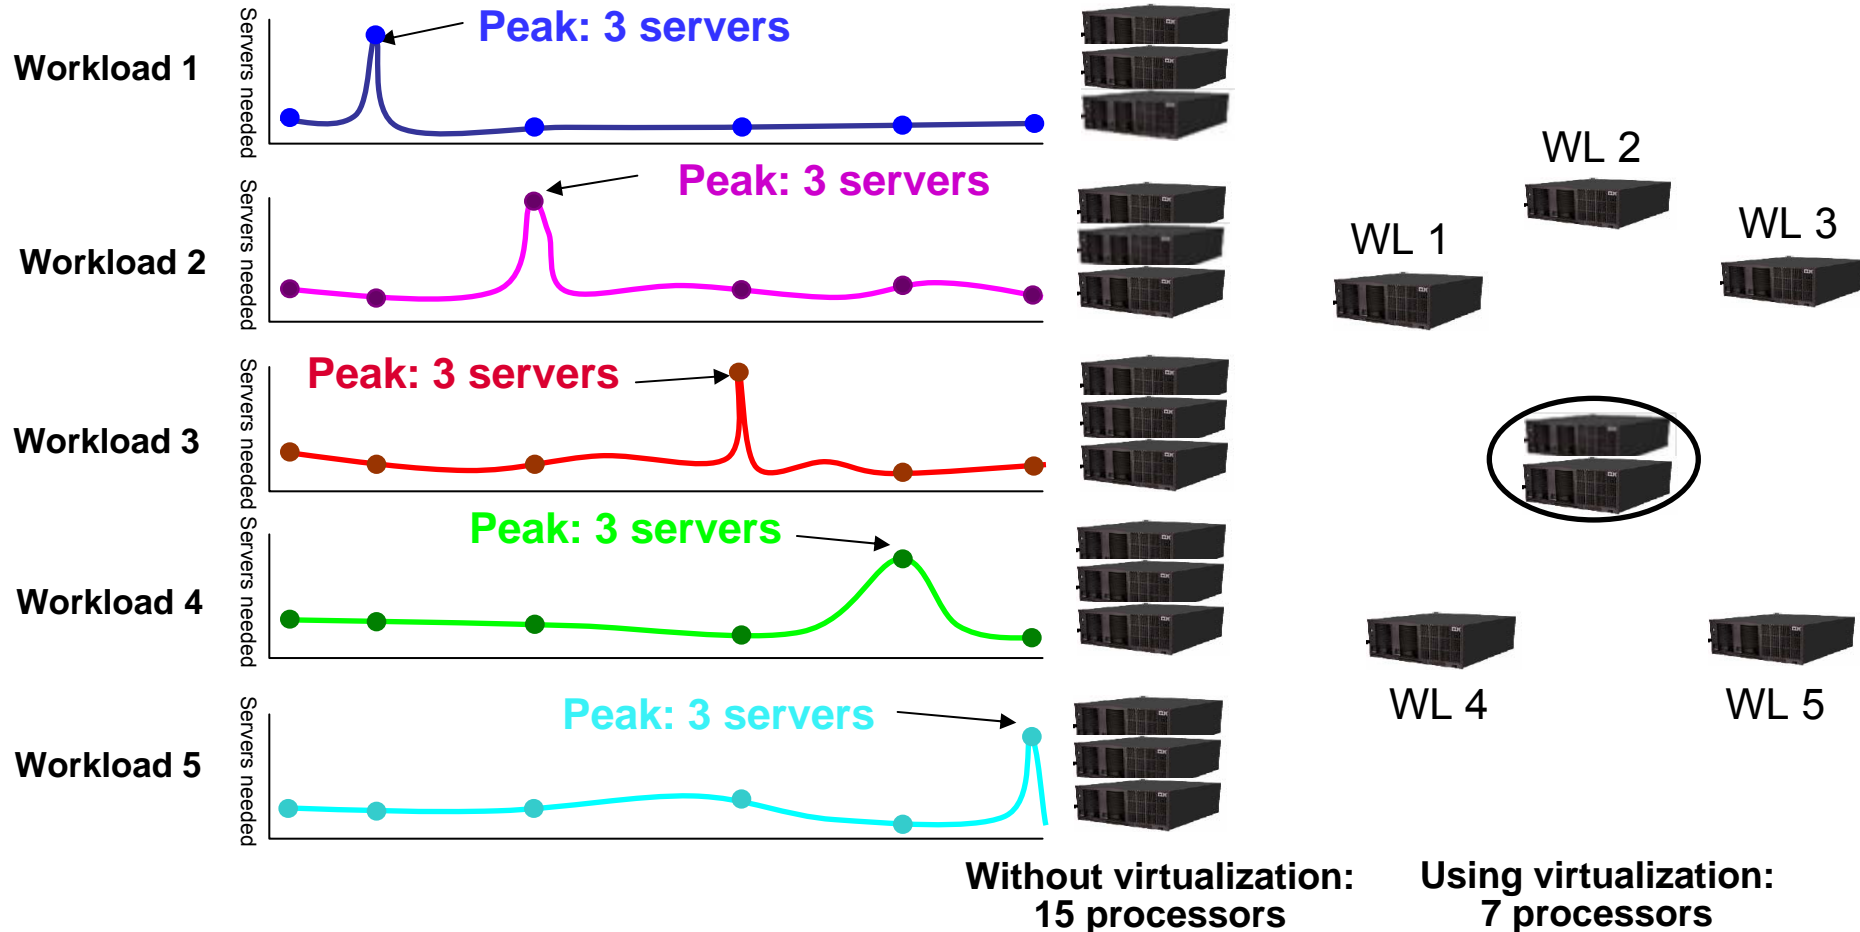 Servers needed
Peak: 3 servers
Workload 1
WL 2
Servers needed
Peak: 3 servers
WL 3
WL 1
Workload 2
Servers needed
Peak: 3 servers
Workload 3
Servers needed
Peak: 3 servers
Workload 4
WL 4
WL 5
Servers needed
Peak: 3 servers
Workload 5
Without virtualization:
15 processors
Using virtualization:
7 processors